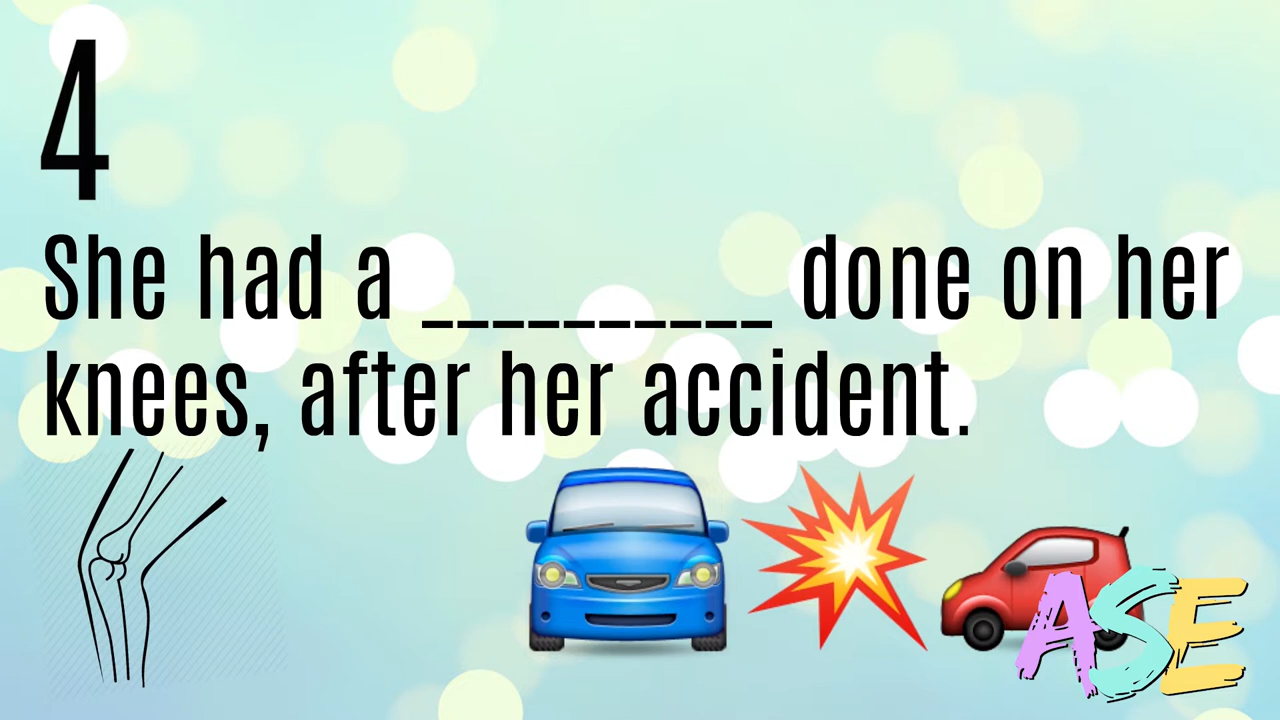 4
She had a __________ done on her
knees, after her accident.
ASE